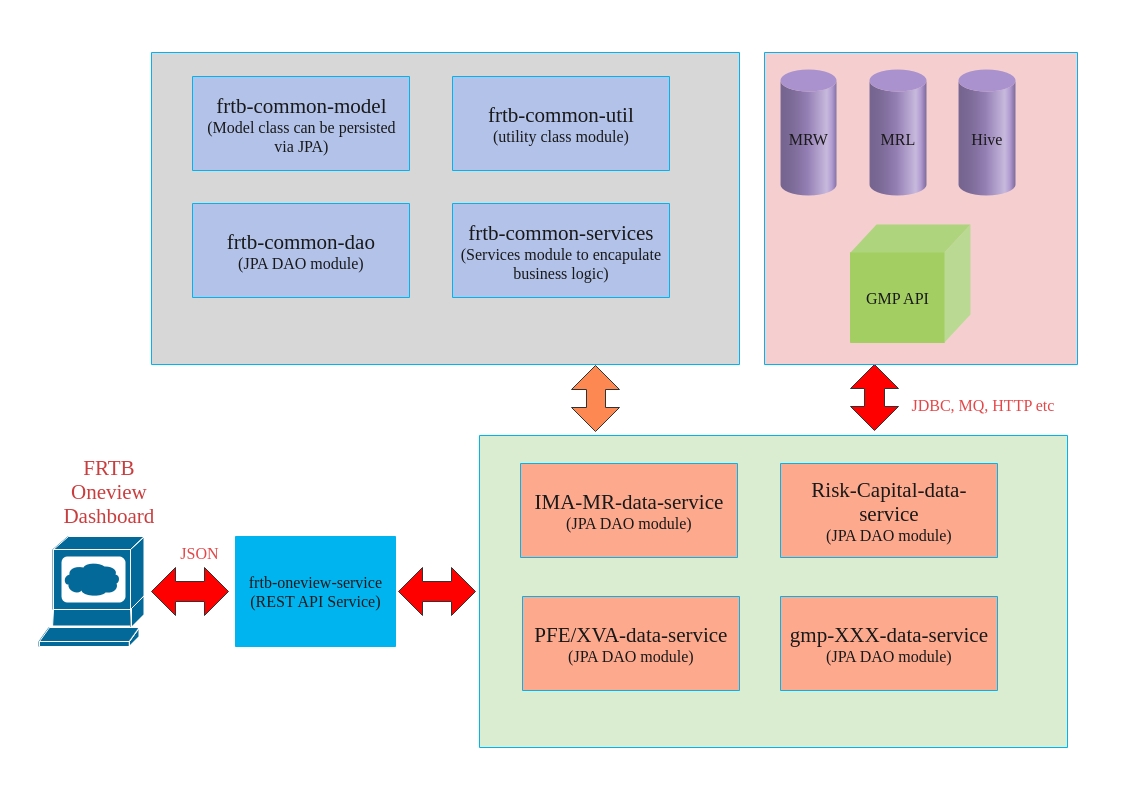 frtb-common-model
(Model class can be persisted
via JPA)
frtb-common-util
(utility class module)
frtb-common-dao
(JPA DAO module)
frtb-common-services
(Services module to encapulate
business logic)
MRW
MRL
Hive
GMP API
JDBC, MQ, HTTP etc
FRTB
Oneview
Dashboard
JSON
frtb-oneview-service
(REST API Service)
IMA-MR-data-service
(JPA DAO module)
Risk-Capital-data-
service
(JPA DAO module)
PFE/XVA-data-service
(JPA DAO module)
gmp-XXX-data-service
(JPA DAO module)